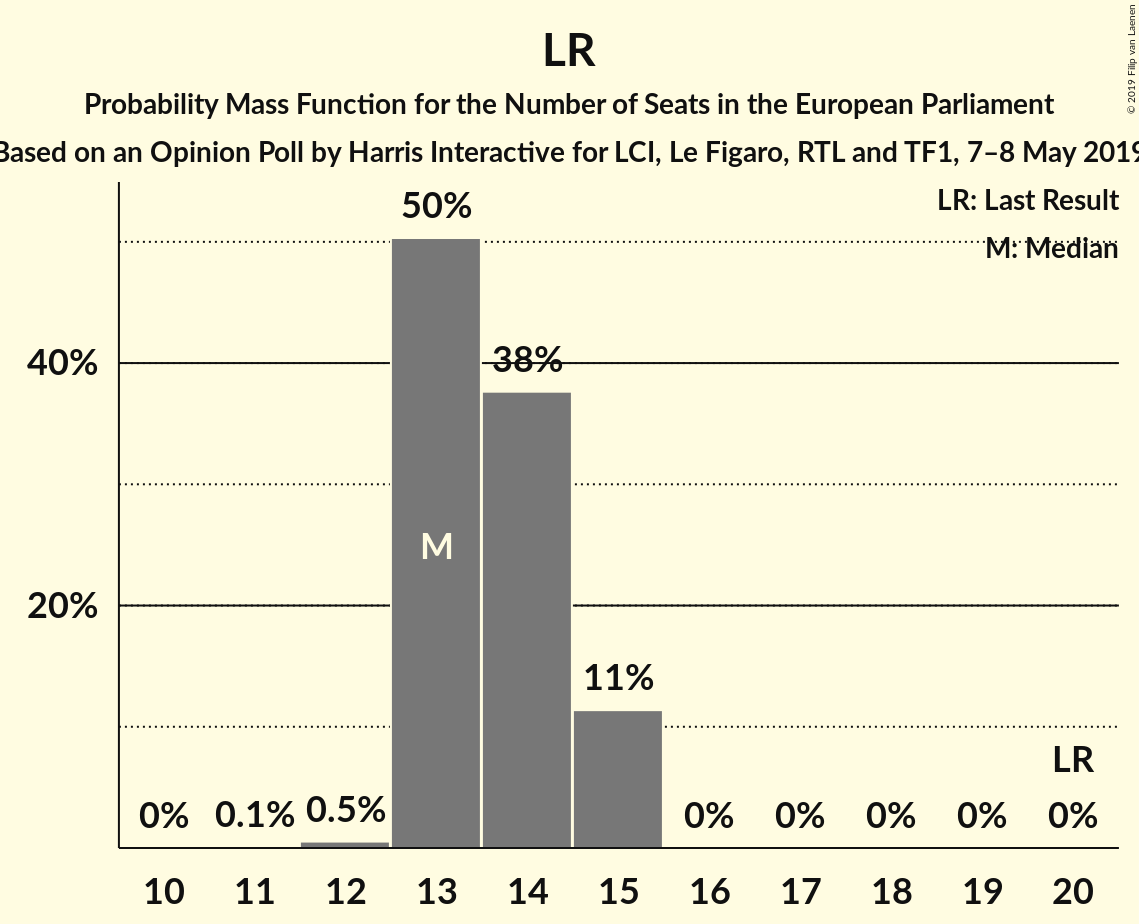 LR
Probability Mass Function for the Number of Seats in the European Parliament
Based on an Opinion Poll by Harris Interactive for LCI, Le Figaro, RTL and TF1, 7–8 May 2019
© 2019 Filip van Laenen
LR: Last Result
M: Median
50%
38%
40%
M
20%
11%
LR
0% 0.1% 0.5% 0% 0% 0% 0% 0%
10 11 12 13 14 15 16 17 18 19 20